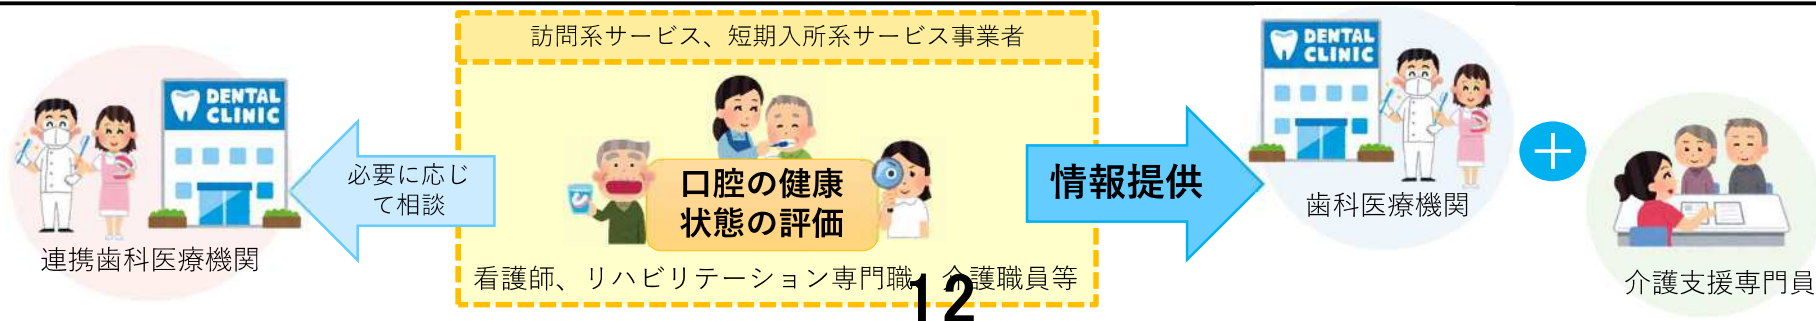 訪問系サービス、短期入所系サービス事業者
DENTAL
CLINIC
必要に応じ
て相談
連携歯科医療機関
口腔の健康
状態の評価
看護師、リハビリテーション専門職、介護職員等
情報提供
DENTAL
CLINIC
歯科医療機関
+
介護支援専門員
12